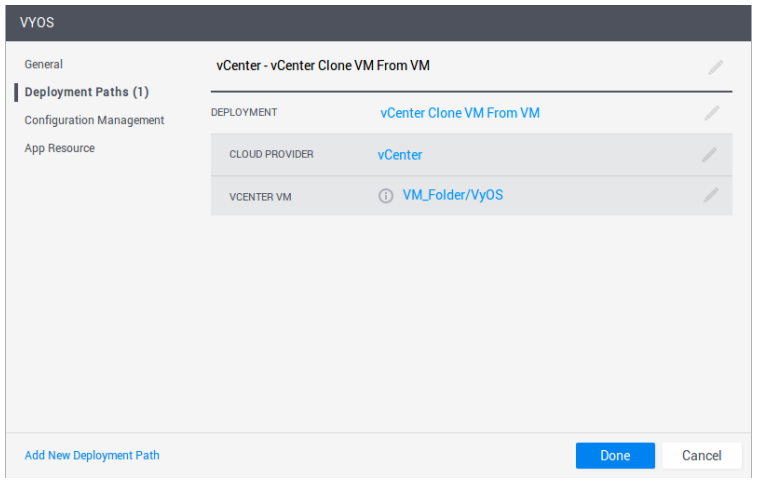 VYOS
General
Deployment Paths (1)
Configuration Management
App Resource
vCenter - vCenter Clone VM From VM
DEPLOYMENT vCenter Clone VM From VM
CLOUD PROVIDER vCenter
VCENTER VM VM_Folder/VyOS
Add New Deployment Path
Done
Cancel